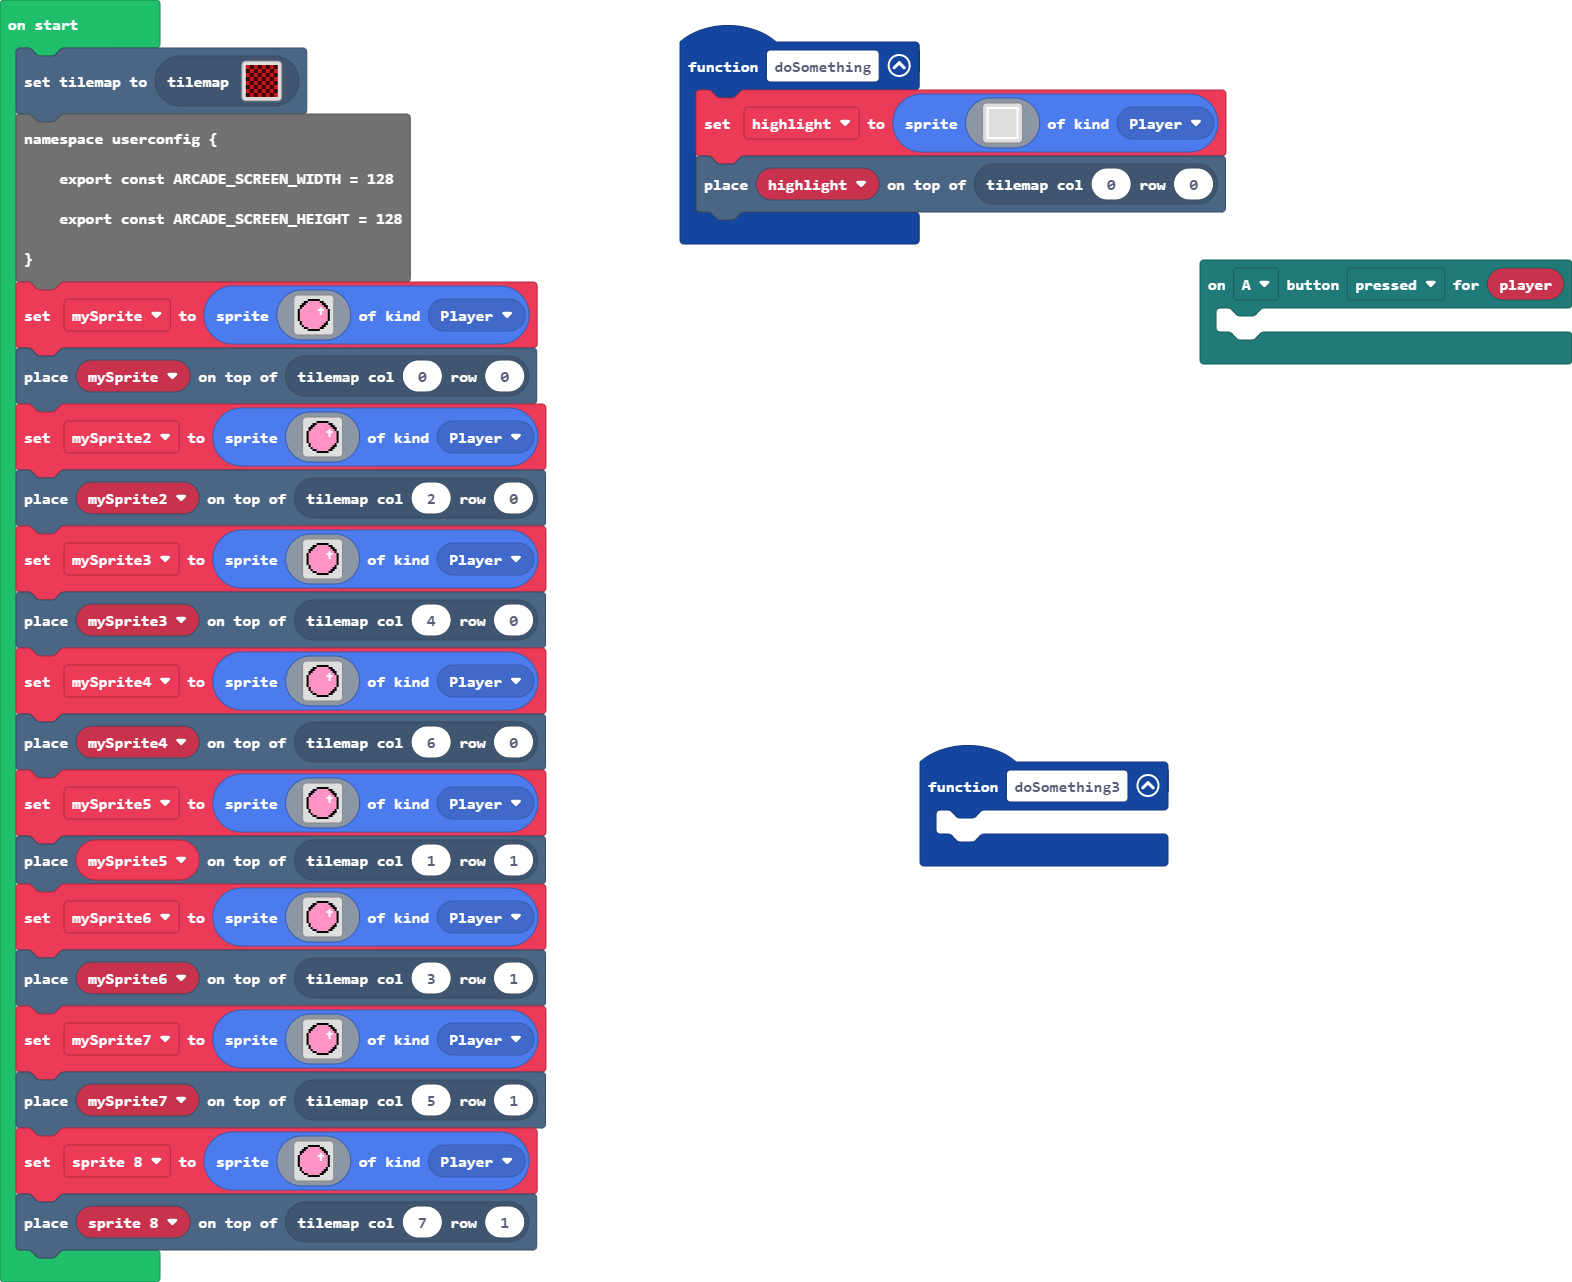 on start
set tilemap to tilemap
namespace userconfig {
export const ARCADE_SCREEN_WIDTH = 128
export const ARCADE_SCREEN_HEIGHT = 128
}
set mySprite to sprite of kind Player
place mySprite on top of tilemap col 0 row 0
set mySprite2 to sprite of kind Player
place mySprite2 on top of tilemap col 2 row 0
set mySprite3 to sprite of kind Player
place mySprite3 on top of tilemap col 4 row 0
set mySprite4 to sprite of kind Player
place mySprite4 on top of tilemap col 6 row 0
set mySprite5 to sprite of kind Player
place mySprite5 on top of tilemap col 1 row 1
set mySprite6 to sprite of kind Player
place mySprite6 on top of tilemap col 3 row 1
set mySprite7 to sprite of kind Player
place mySprite7 on top of tilemap col 5 row 1
set sprite 8 to sprite of kind Player
place sprite 8 on top of tilemap col 7 row 1
function doSomething
set highlight to sprite of kind Player
place highlight on top of tilemap col 0 row 0
on A button pressed for player
function doSomething3